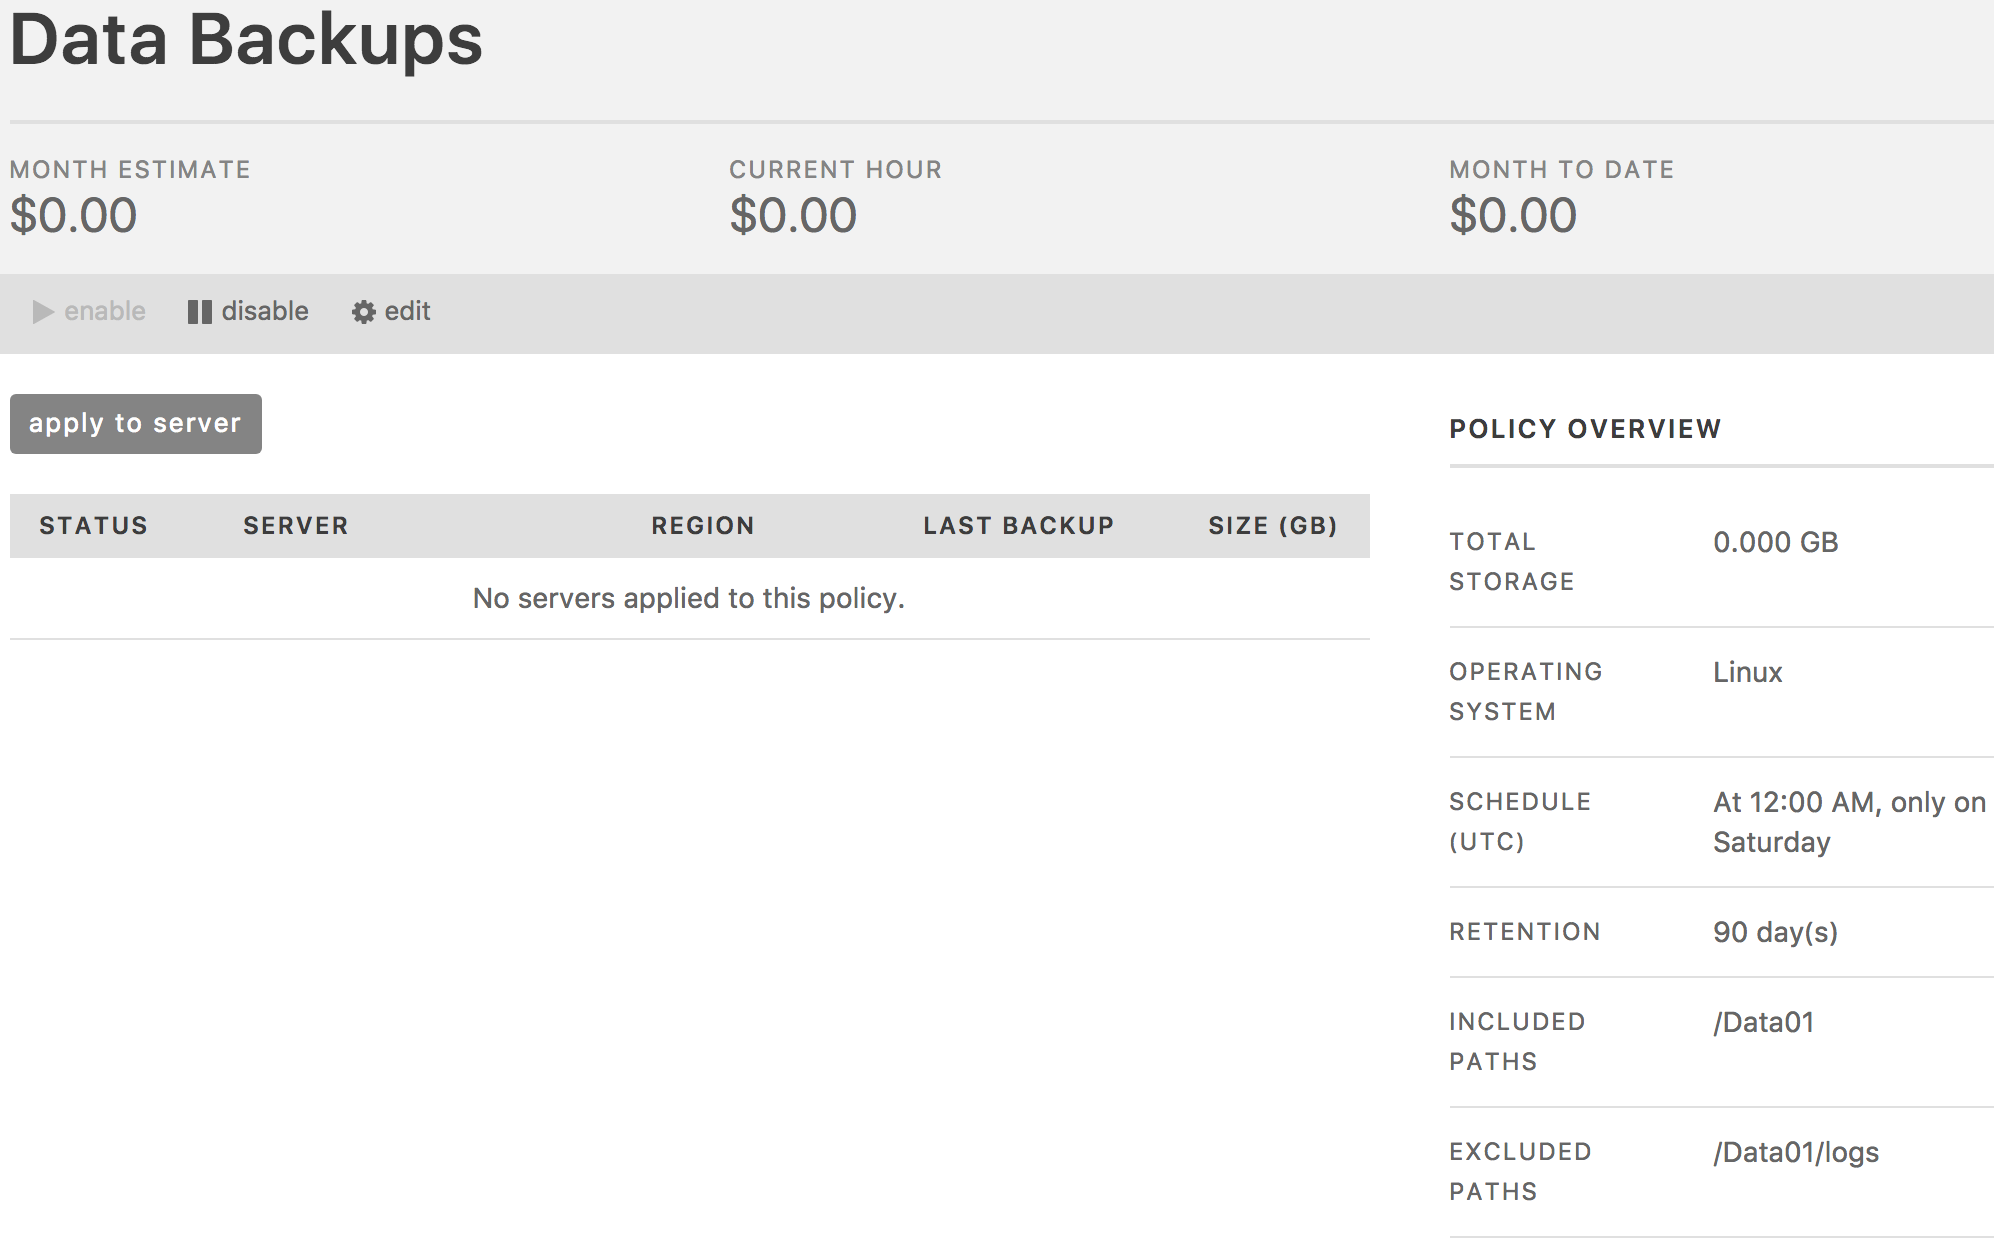 Data Backups
MONTH ESTIMATE
$0.00
CURRENT HOUR
$0.00
MONTH TO DATE
$0.00
enable
disable
edit
apply to server
STATUS SERVER REGION LAST BACKUP SIZE (GB)
No servers applied to this policy.
POLICY OVERVIEW
TOTAL
STORAGE
0.000 GB
OPERATING
SYSTEM
Linux
SCHEDULE
(UTC)
At 12:00 AM, only on
Saturday
RETENTION
90 day(s)
INCLUDED
PATHS
/Data01
EXCLUDED
PATHS
/Data01/logs